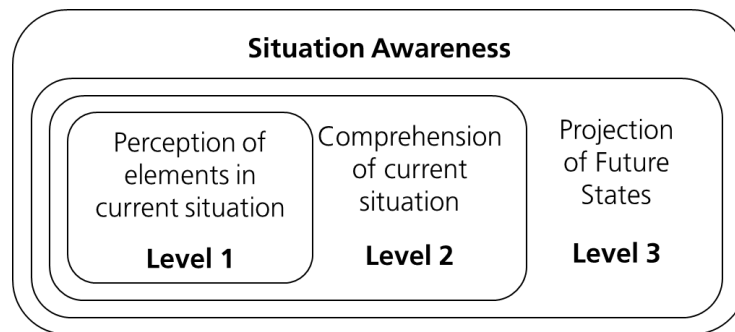 Situation Awareness
Perception of
elements in
current situation
Level 1
Comprehension
of current
situation
Level 2
Projection
of Future
States
Level 3